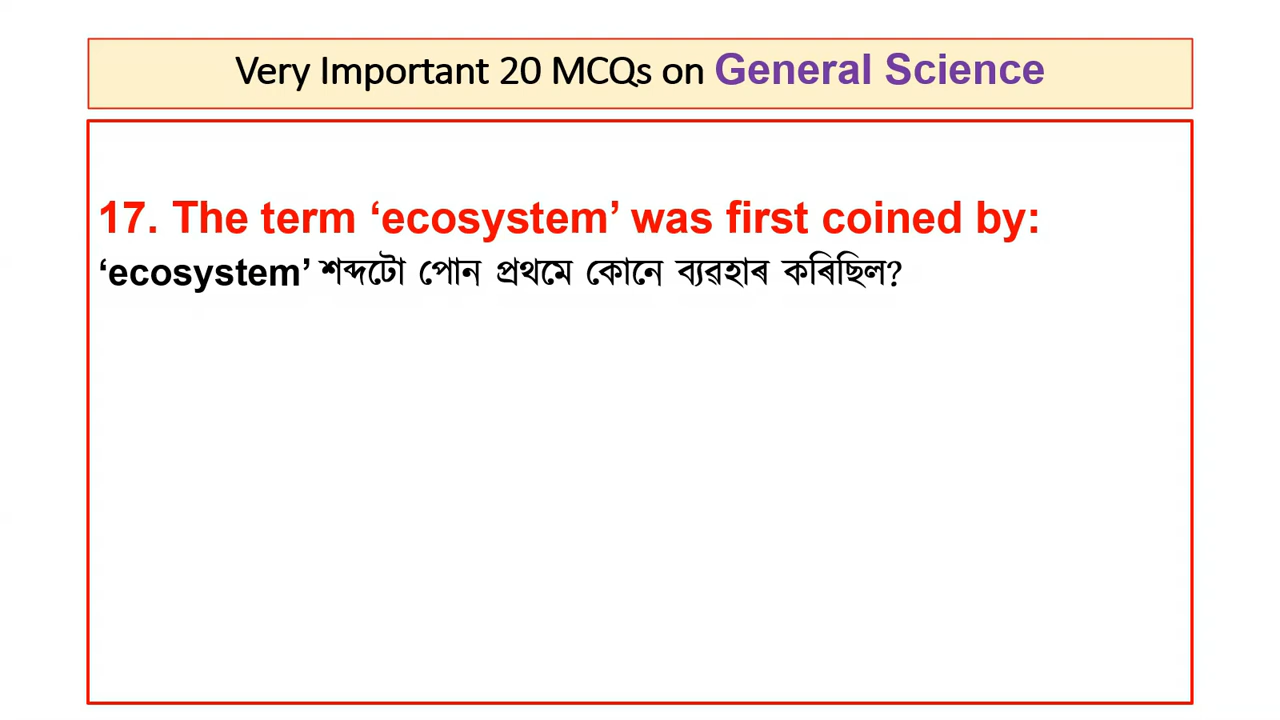 Very Important 20 MCQs on General Science
17. The term ‘ecosystem’ was first coined by:
‘ecosystem’ শব্দটো পোন প্ৰথমে কোনে ব্যৱহাৰ কৰিছিল?